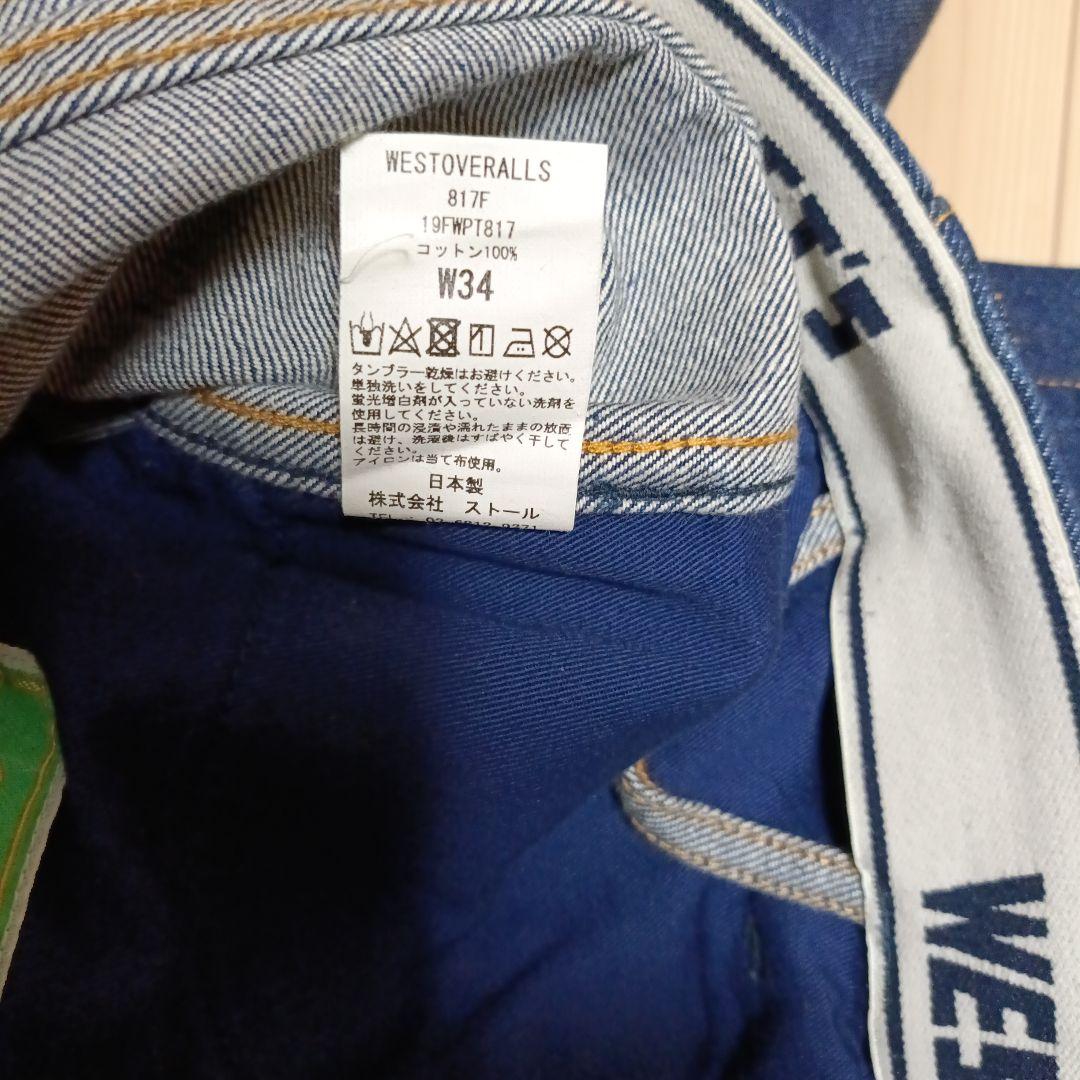 WESTOVERALLS
817F
19FWPT817
コットン100%
W34
タンブラー乾燥はお避けください。
単独洗いをしてください。
蛍光増白剤が入っていない洗剤を
使用してください。
長時間の浸漬や濡れたままの放置
は避け、洗濯後はすばやく干して
ください。
アイロンは当て布使用。
日本製
株式会社 ストール
T'S
WE